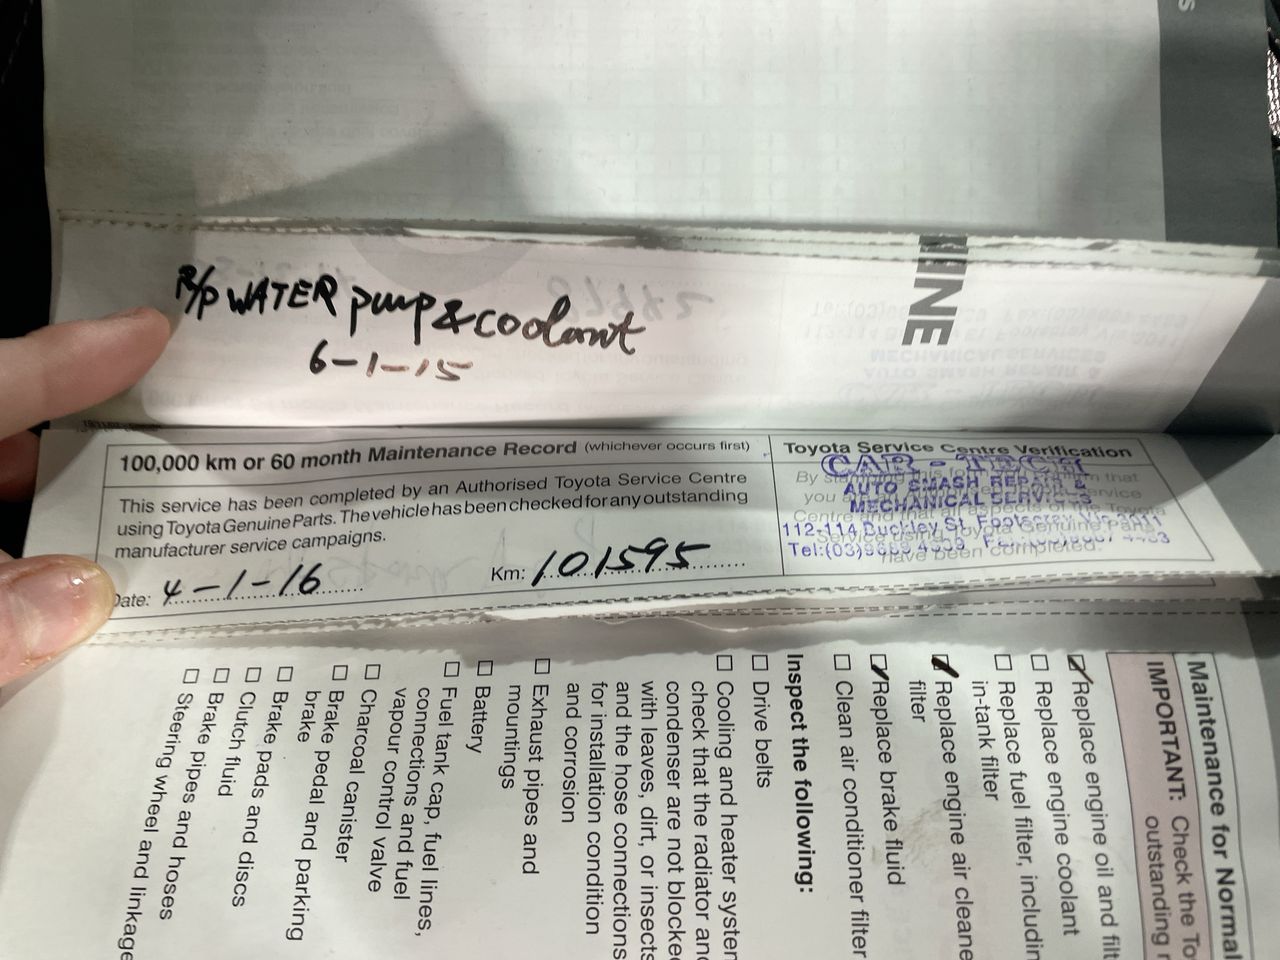 R/p WATER pump & coolant
6-1-15
100,000 km or 60 month Maintenance Record (whichever occurs first)
This service has been completed by an Authorised Toyota Service Centre
using Toyota Genuine Parts. The vehicle has been checked for any outstanding
manufacturer service campaigns.
Date: 4-1-16
Km: 101595
Toyota Service Centre Verification
CAR - TECH
AUTO SMASH REPAIR &
MECHANICAL SERVICES
112-114 Buckley St Footscray
Tel:(03)
have been completed.
Maintenance for Normal
IMPORTANT: Check the To
outstanding
Replace engine oil and filt
Replace engine coolant
Replace fuel filter, includin
in-tank filter
Replace engine air cleane
filter
Replace brake fluid
Clean air conditioner filter
Inspect the following:
Drive belts
Cooling and heater system
check that the radiator and
condenser are not blocked
with leaves, dirt, or insects
and the hose connections
for installation condition
and corrosion
Exhaust pipes and
mountings
Battery
Fuel tank cap, fuel lines,
connections and fuel
vapour control valve
Charcoal canister
Brake pedal and parking
brake
Brake pads and discs
Clutch fluid
Brake pipes and hoses
Steering wheel and linkage